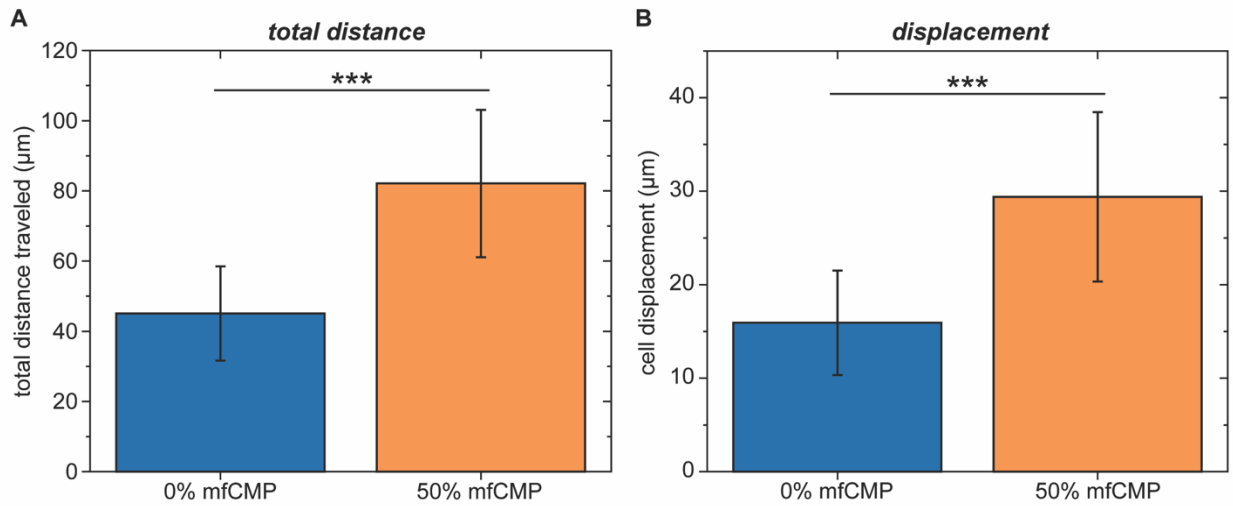 A
total distance
total distance traveled (µm)
120
100
80
60
40
20
0
***
0% mfCMP
50% mfCMP
B
displacement
cell displacement (µm)
40
30
20
10
0
***
0% mfCMP
50% mfCMP